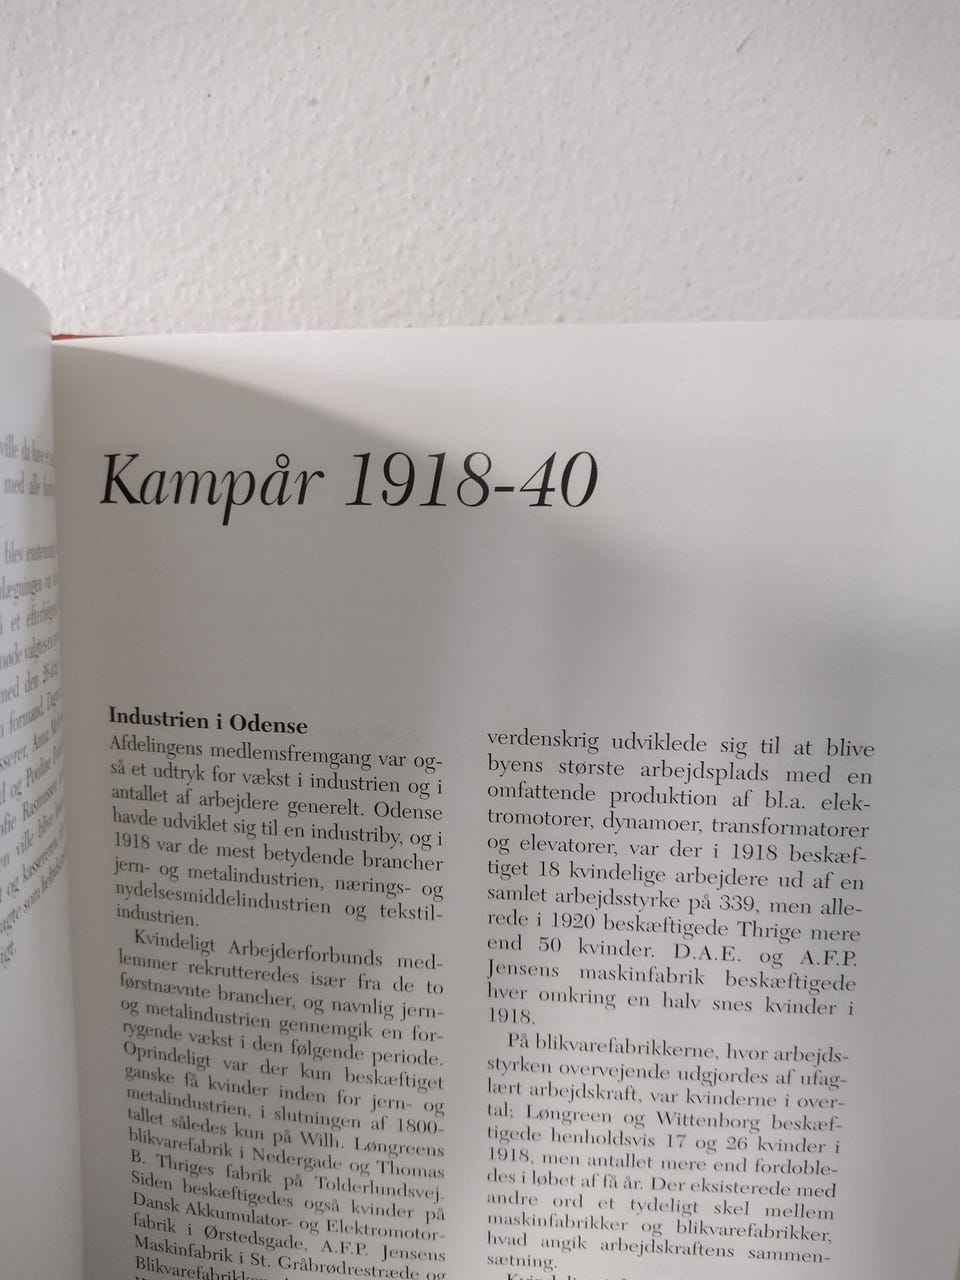 ville da have
med alle
blev
et
med den 26-
formand.
Kampår 1918-40
Industrien i Odense
Afdelingens medlemsfremgang var og-
så et udtryk for vækst i industrien og i
antallet af arbejdere generelt. Odense
havde udviklet sig til en industriby, og i
1918 var de mest betydende brancher
jern- og metalindustrien, nærings- og
nydelsesmiddelindustrien og tekstil-
industrien.
Kvindeligt Arbejderforbunds med-
lemmer rekrutteredes især fra de to
førstnævnte brancher, og navnlig jern-
og metalindustrien gennemgik en for-
rygende vækst i den følgende periode.
Oprindeligt var der kun beskæftiget
ganske få kvinder inden for jern- og
metalindustrien, i slutningen af 1800-
tallet således kun på Wilh. Løngreens
blikvarefabrik i Nedergade og Thomas
B. Thriges fabrik på Tolderlundsvej.
Siden beskæftigedes også kvinder på
Dansk Akkumulator- og Elektromotor-
fabrik i Ørstedsgade, A.F.P. Jensens
Maskinfabrik i St. Gråbrødrestræde og
verdenskrig udviklede sig til at blive
byens største arbejdsplads med en
omfattende produktion af bl.a. elek-
tromotorer, dynamoer, transformatorer
og elevatorer, var der i 1918 beskæf-
tiget 18 kvindelige arbejdere ud af en
samlet arbejdsstyrke på 339, men alle-
rede i 1920 beskæftigede Thrige mere
end 50 kvinder. D.A.E. og A.F.P.
Jensens maskinfabrik beskæftigede
hver omkring en halv snes kvinder i
1918.
På blikvarefabrikkerne, hvor arbejds-
styrken overvejende udgjordes af ufag-
lært arbejdskraft, var kvinderne i over-
tal; Løngreen og Wittenborg beskæf-
tigede henholdsvis 17 og 26 kvinder i
1918, men antallet mere end fordoble-
des i løbet af få år. Der eksisterede med
andre ord et tydeligt skel mellem
maskinfabrikker og blikvarefabrikker,
hvad angik arbejdskraftens sammen-
sætning.